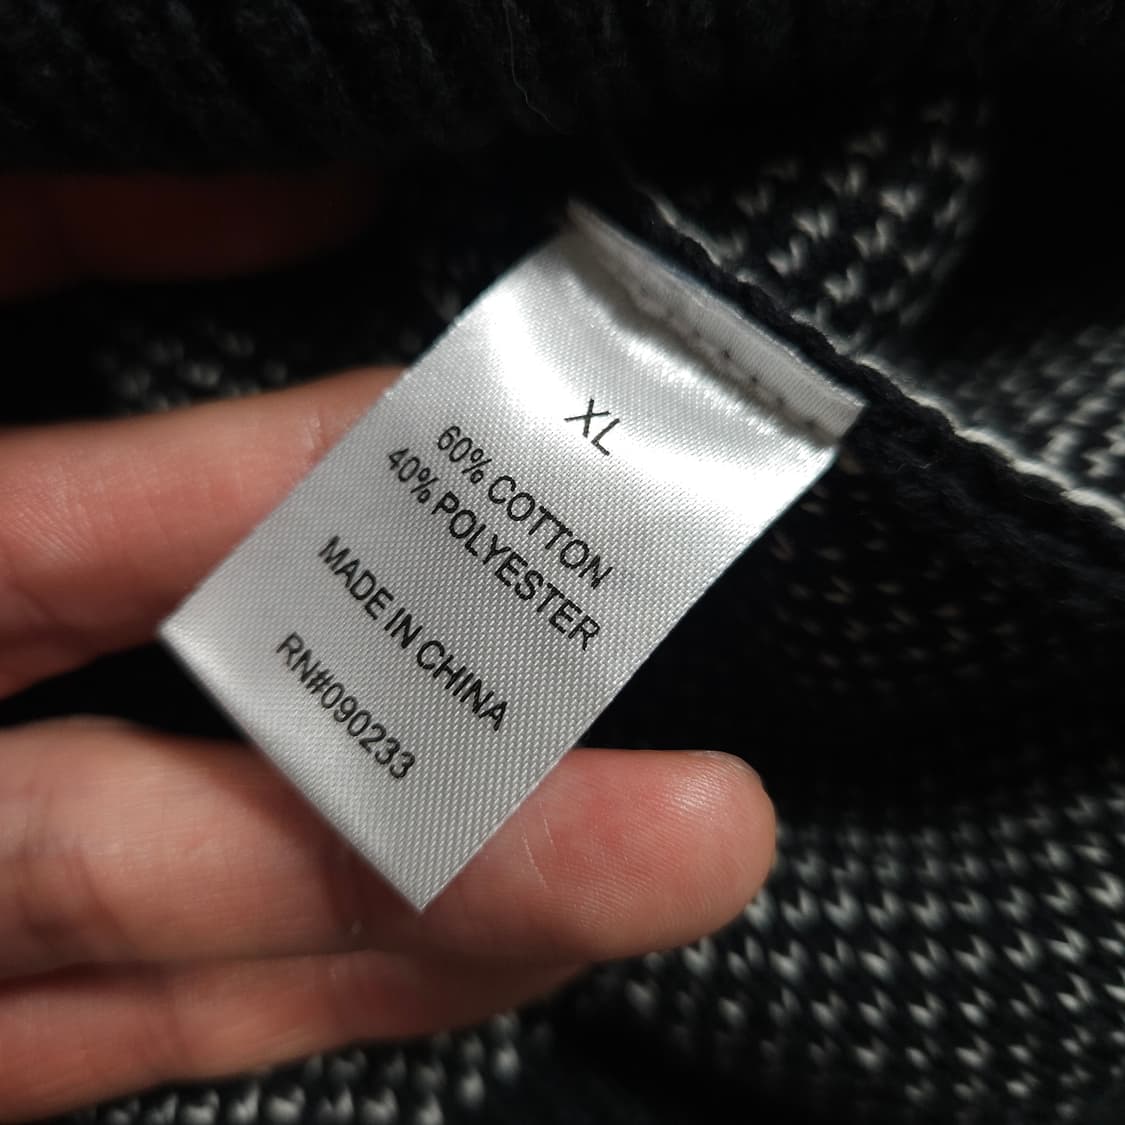 XL
60% COTTON
40% POLYESTER
MADE IN CHINA
RN#090233